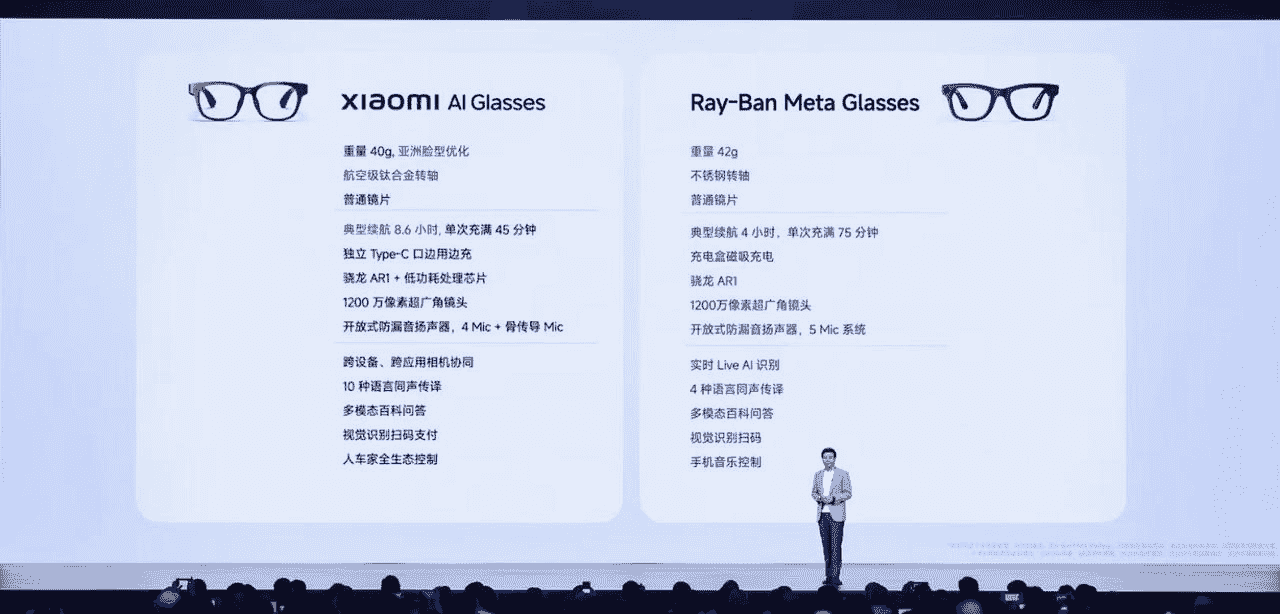 xiaomi AI Glasses
重量 40g, 亚洲脸型优化
航空级钛合金转轴
普通镜片
典型续航 8.6 小时, 单次充满 45 分钟
独立 Type-C 口边用边充
骁龙 AR1 + 低功耗处理芯片
1200 万像素超广角镜头
开放式防漏音扬声器，4 Mic + 骨传导 Mic
跨设备、跨应用相机协同
10 种语言同声传译
多模态百科问答
视觉识别扫码支付
人车家全生态控制
Ray-Ban Meta Glasses
重量 42g
不锈钢转轴
普通镜片
典型续航 4 小时，单次充满 75 分钟
充电盒磁吸充电
骁龙 AR1
1200万像素超广角镜头
开放式防漏音扬声器，5 Mic 系统
实时 Live AI 识别
4 种语言同声传译
多模态百科问答
视觉识别扫码
手机音乐控制